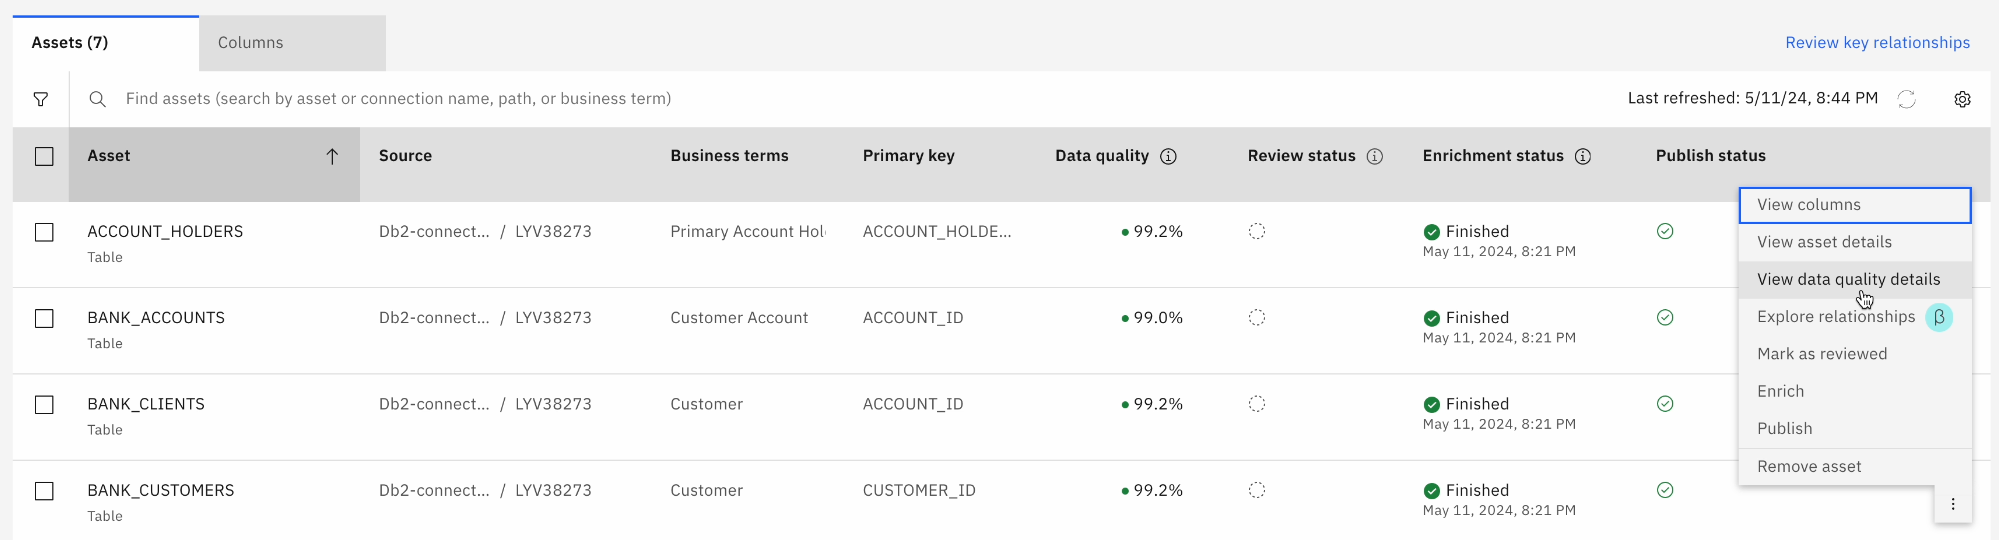 Assets (7)
Columns
Review key relationships
Find assets (search by asset or connection name, path, or business term)
Last refreshed: 5/11/24, 8:44 PM
Asset
Source
Business terms
Primary key
Data quality
Review status
Enrichment status
Publish status
ACCOUNT_HOLDERS
Table
Db2-connect... / LYV38273
Primary Account Hol
ACCOUNT_HOLDE...
99.2%
Finished
May 11, 2024, 8:21 PM
BANK_ACCOUNTS
Table
Db2-connect... / LYV38273
Customer Account
ACCOUNT_ID
99.0%
Finished
May 11, 2024, 8:21 PM
BANK_CLIENTS
Table
Db2-connect... / LYV38273
Customer
ACCOUNT_ID
99.2%
Finished
May 11, 2024, 8:21 PM
BANK_CUSTOMERS
Table
Db2-connect... / LYV38273
Customer
CUSTOMER_ID
99.2%
Finished
May 11, 2024, 8:21 PM
View columns
View asset details
View data quality details
Explore relationships β
Mark as reviewed
Enrich
Publish
Remove asset